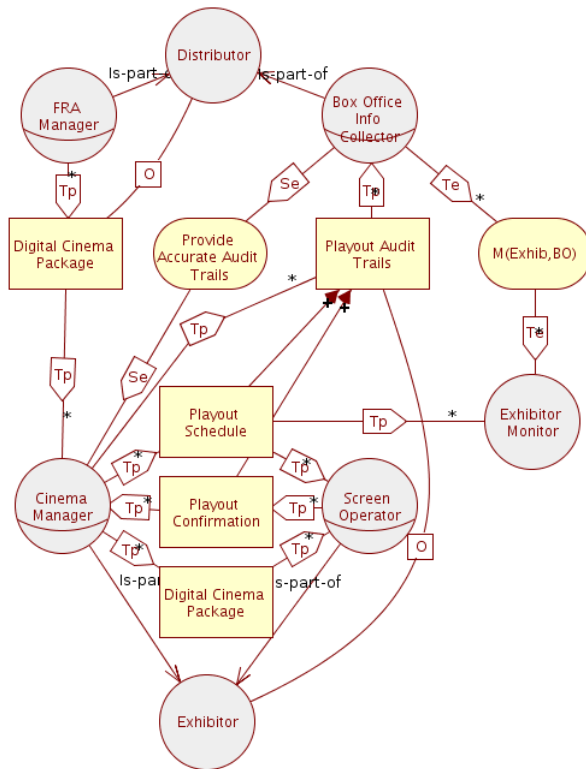 Distributor
Is-part-of
Is-part-of
FRA
Manager
Box Office
Info
Collector
*
Tp
O
Se
Tp
*
Te
*
Digital Cinema
Package
Provide
Accurate Audit
Trails
Playout Audit
Trails
M(Exhib,BO)
*
Tp
+
+
Te
*
Tp
*
Se
Playout
Schedule
Tp
*
Exhibitor
Monitor
Tp
*
Tp
*
Cinema
Manager
Tp
*
Playout
Confirmation
Tp
*
Screen
Operator
Tp
*
Tp
*
O
Is-par
s-part-of
Digital Cinema
Package
Exhibitor